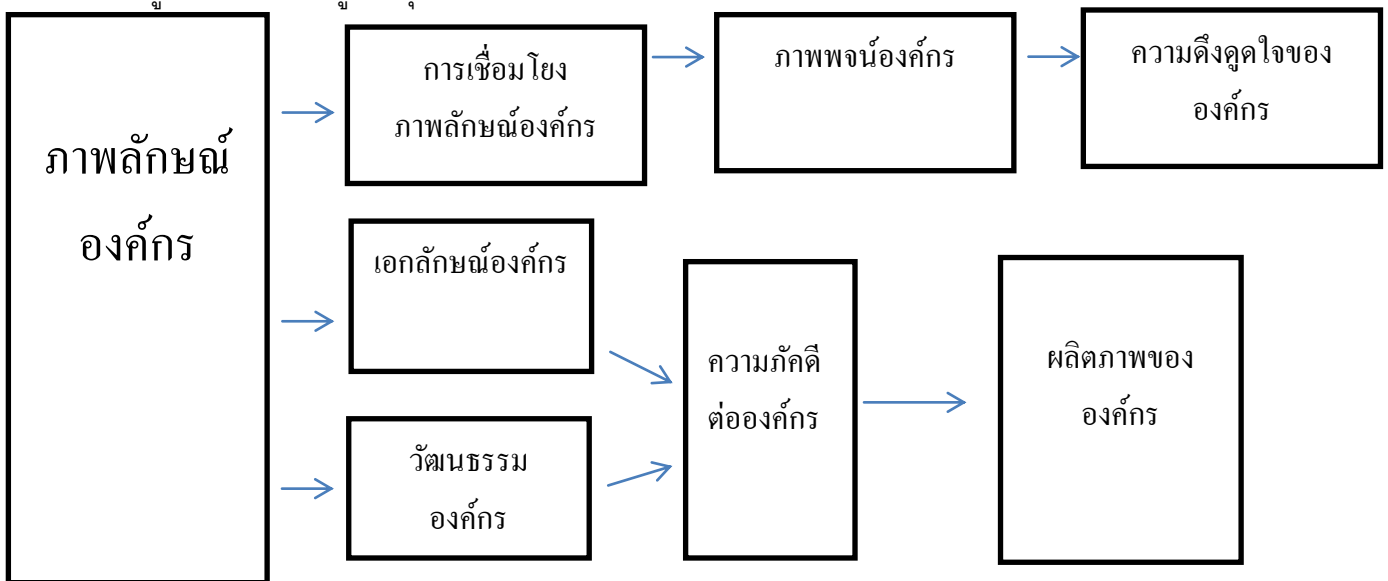 ภาพลักษณ์
องค์กร
การเชื่อมโยง
ภาพลักษณ์องค์กร
ภาพพจน์องค์กร
ความดึงดูดใจของ
องค์กร
เอกลักษณ์องค์กร
วัฒนธรรม
องค์กร
ความภัคดี
ต่อองค์กร
ผลิตภาพของ
องค์กร